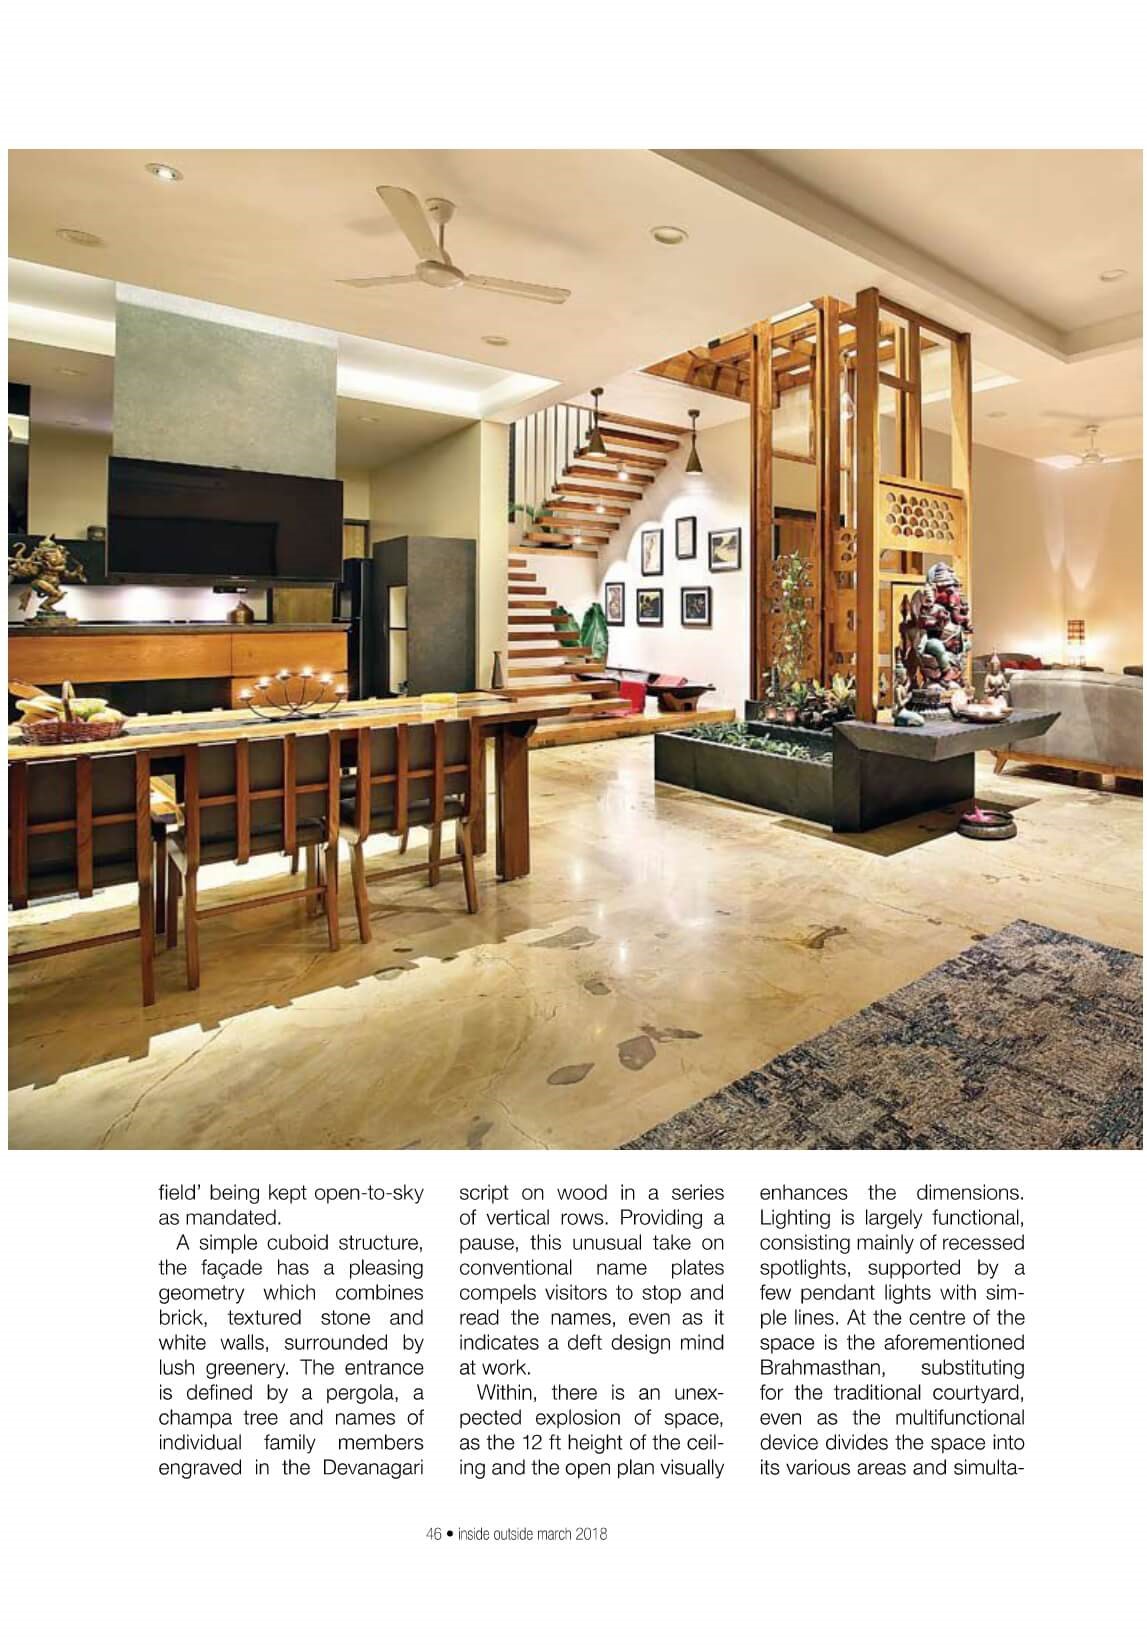 field’ being kept open-to-sky
as mandated.
A simple cuboid structure,
the façade has a pleasing
geometry which combines
brick, textured stone and
white walls, surrounded by
lush greenery. The entrance
is defined by a pergola, a
champa tree and names of
individual family members
engraved in the Devanagari
script on wood in a series
of vertical rows. Providing a
pause, this unusual take on
conventional name plates
compels visitors to stop and
read the names, even as it
indicates a deft design mind
at work.
Within, there is an unex-
pected explosion of space,
as the 12 ft height of the ceil-
ing and the open plan visually
enhances the dimensions.
Lighting is largely functional,
consisting mainly of recessed
spotlights, supported by a
few pendant lights with sim-
ple lines. At the centre of the
space is the aforementioned
Brahmasthan, substituting
for the traditional courtyard,
even as the multifunctional
device divides the space into
its various areas and simulta-
46 • inside outside march 2018